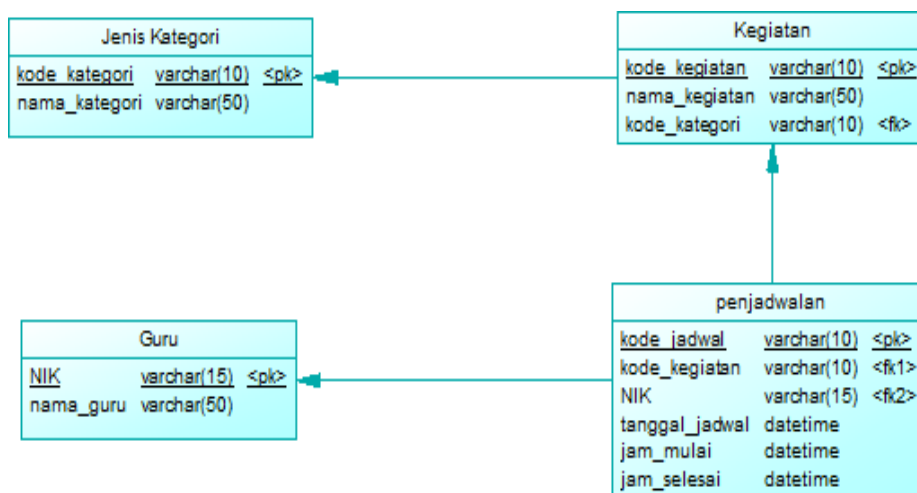 Jenis Kategori
kode_kategori varchar(10) <pk>
nama_kategori varchar(50)
Kegiatan
kode_kegiatan varchar(10) <pk>
nama_kegiatan varchar(50)
kode_kategori varchar(10) <fk>
Guru
NIK varchar(15) <pk>
nama_guru varchar(50)
penjadwalan
kode_jadwal varchar(10) <pk>
kode_kegiatan varchar(10) <fk1>
NIK varchar(15) <fk2>
tanggal_jadwal datetime
jam_mulai datetime
jam_selesai datetime